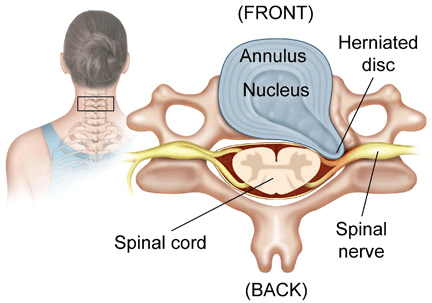 (FRONT)
Herniated
disc
Annulus
Nucleus
Spinal cord
Spinal
nerve
(BACK)